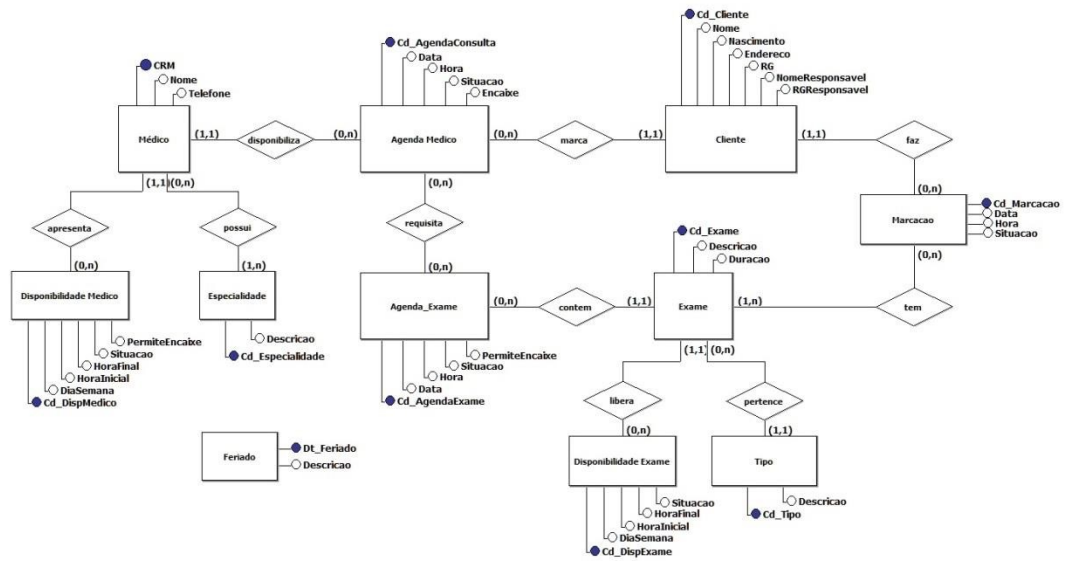 Cd_Cliente
Nome
Nascimento
Endereco
RG
NomeResponsavel
RGResponsavel
Cd_AgendaConsulta
Data
Hora
Situacao
Encaixe
CRM
Nome
Telefone
Médico
(1,1)
disponibiliza
(0,n)
Agenda Medico
(0,n)
marca
(1,1)
Cliente
(1,1)
faz
(1,1)
(0,n)
(0,n)
(0,n)
apresenta
possui
requisita
Marcacao
Cd_Marcacao
Data
Hora
Situacao
(0,n)
(1,n)
(0,n)
(0,n)
Cd_Exame
Descricao
Duracao
Disponibilidade Medico
Especialidade
Agenda_Exame
(0,n)
contem
(1,1)
Exame
(1,n)
tem
PermiteEncaixe
Situacao
HoraFinal
HoraInicial
DiaSemana
Cd_DispMedico
Descricao
Cd_Especialidade
PermiteEncaixe
Situacao
Hora
Data
Cd_AgendaExame
(1,1)
(0,n)
libera
pertence
(0,n)
(1,1)
Feriado
Dt_Feriado
Descricao
Disponibilidade Exame
Tipo
Situacao
HoraFinal
HoraInicial
DiaSemana
Cd_DispExame
Descricao
Cd_Tipo